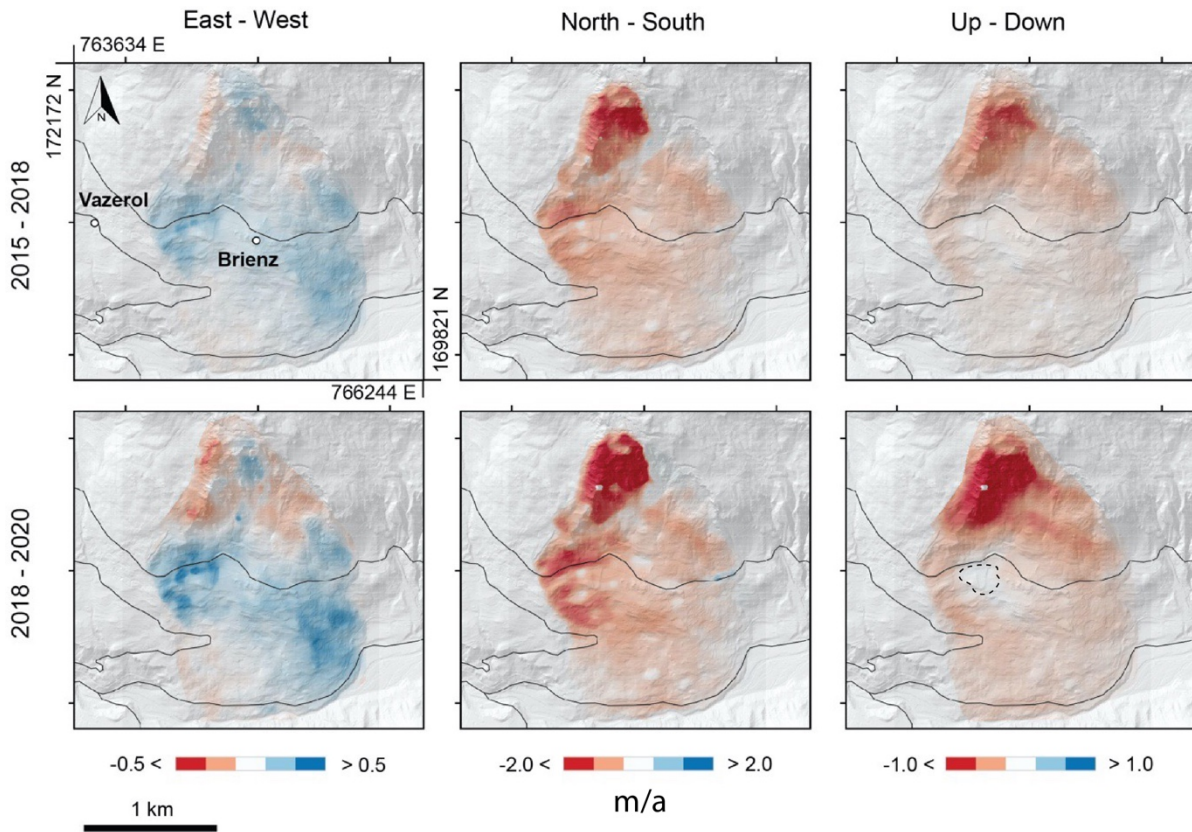 East - West
North - South
Up - Down
763634 E
172172 N
N
2015 - 2018
Vazerol
Brienz
169821 N
766244 E
2018 - 2020
-0.5 < > 0.5
-2.0 < > 2.0
-1.0 < > 1.0
m/a
1 km